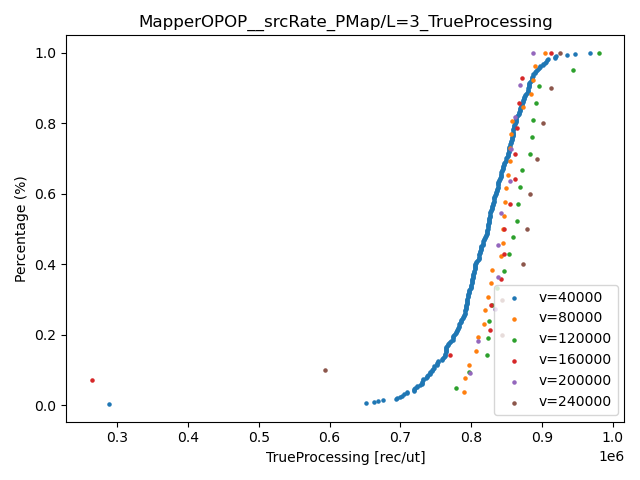 MapperOPOP__srcRate_PMap/L=3_TrueProcessing
Percentage (%)
1.0
0.8
0.6
0.4
0.2
0.0
v=40000
v=80000
v=120000
v=160000
v=200000
v=240000
0.3 0.4 0.5 0.6 0.7 0.8 0.9 1.0
1e6
TrueProcessing [rec/ut]